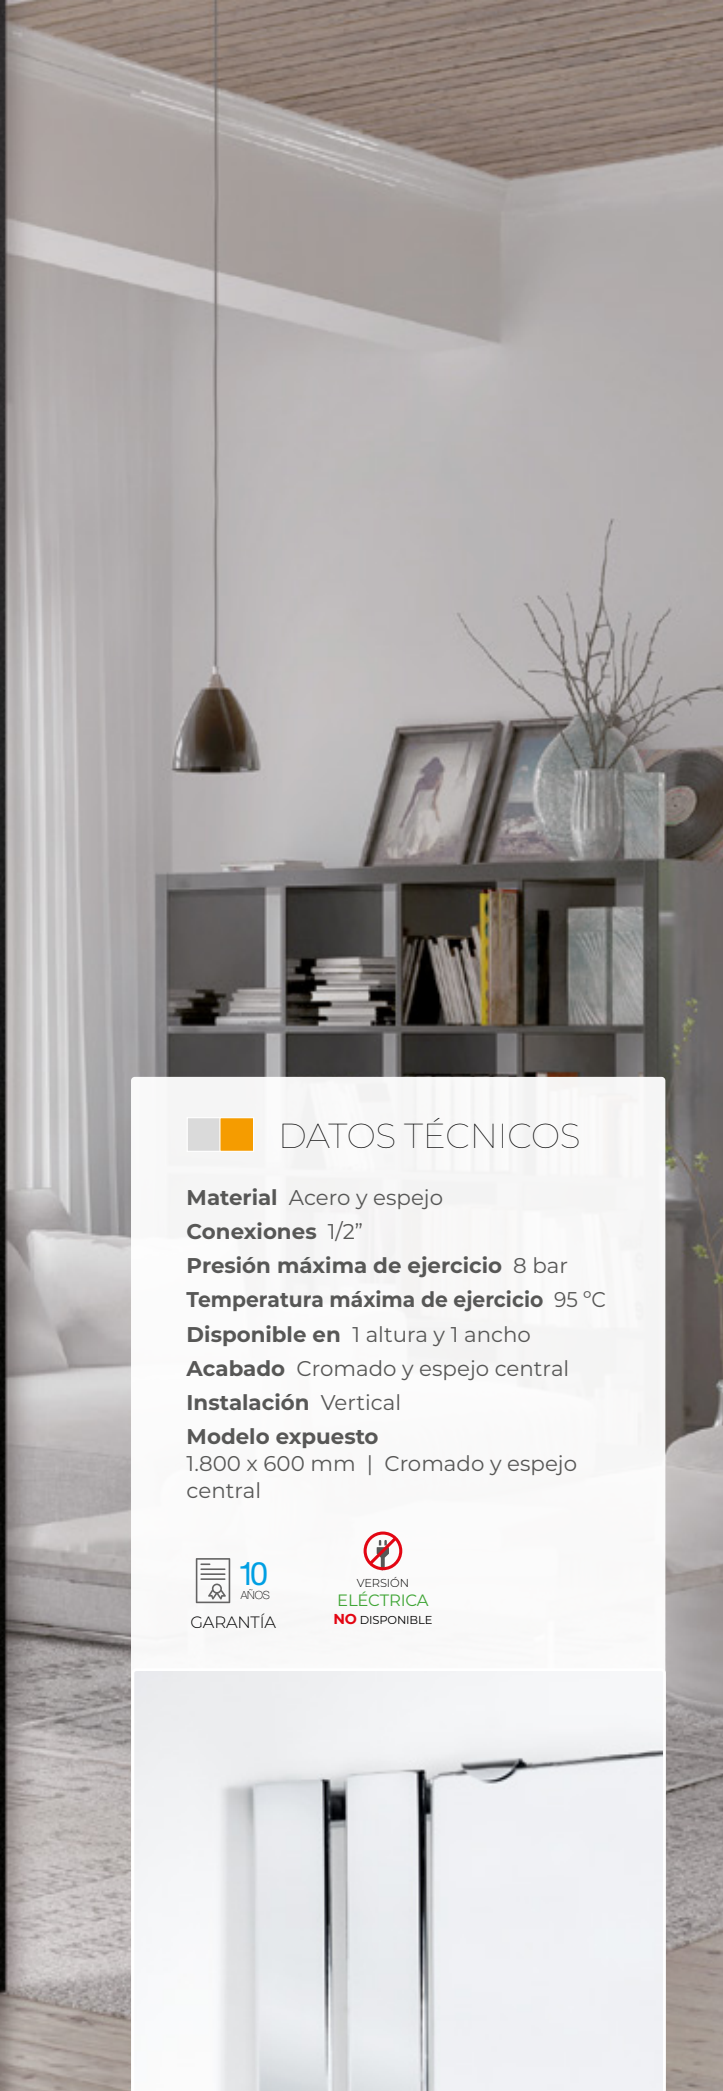 DATOS TÉCNICOS
Material Acero y espejo
Conexiones 1/2”
Presión máxima de ejercicio 8 bar
Temperatura máxima de ejercicio 95 ºC
Disponible en 1 altura y 1 ancho
Acabado Cromado y espejo central
Instalación Vertical
Modelo expuesto
1.800 x 600 mm | Cromado y espejo
central
10
AÑOS
GARANTÍA
VERSIÓN
ELÉCTRICA
NO DISPONIBLE